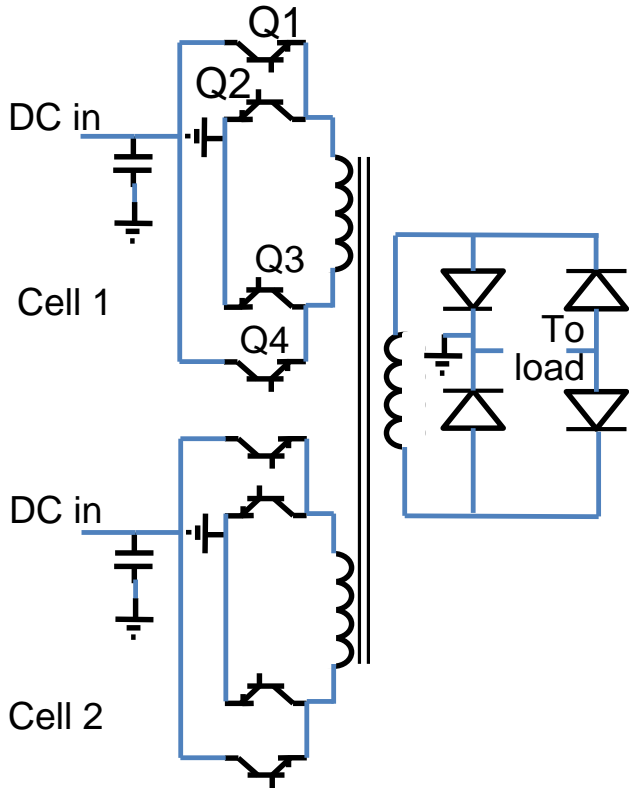 Q1
Q2
DC in
Q3
Cell 1
Q4
To
load
DC in
Cell 2